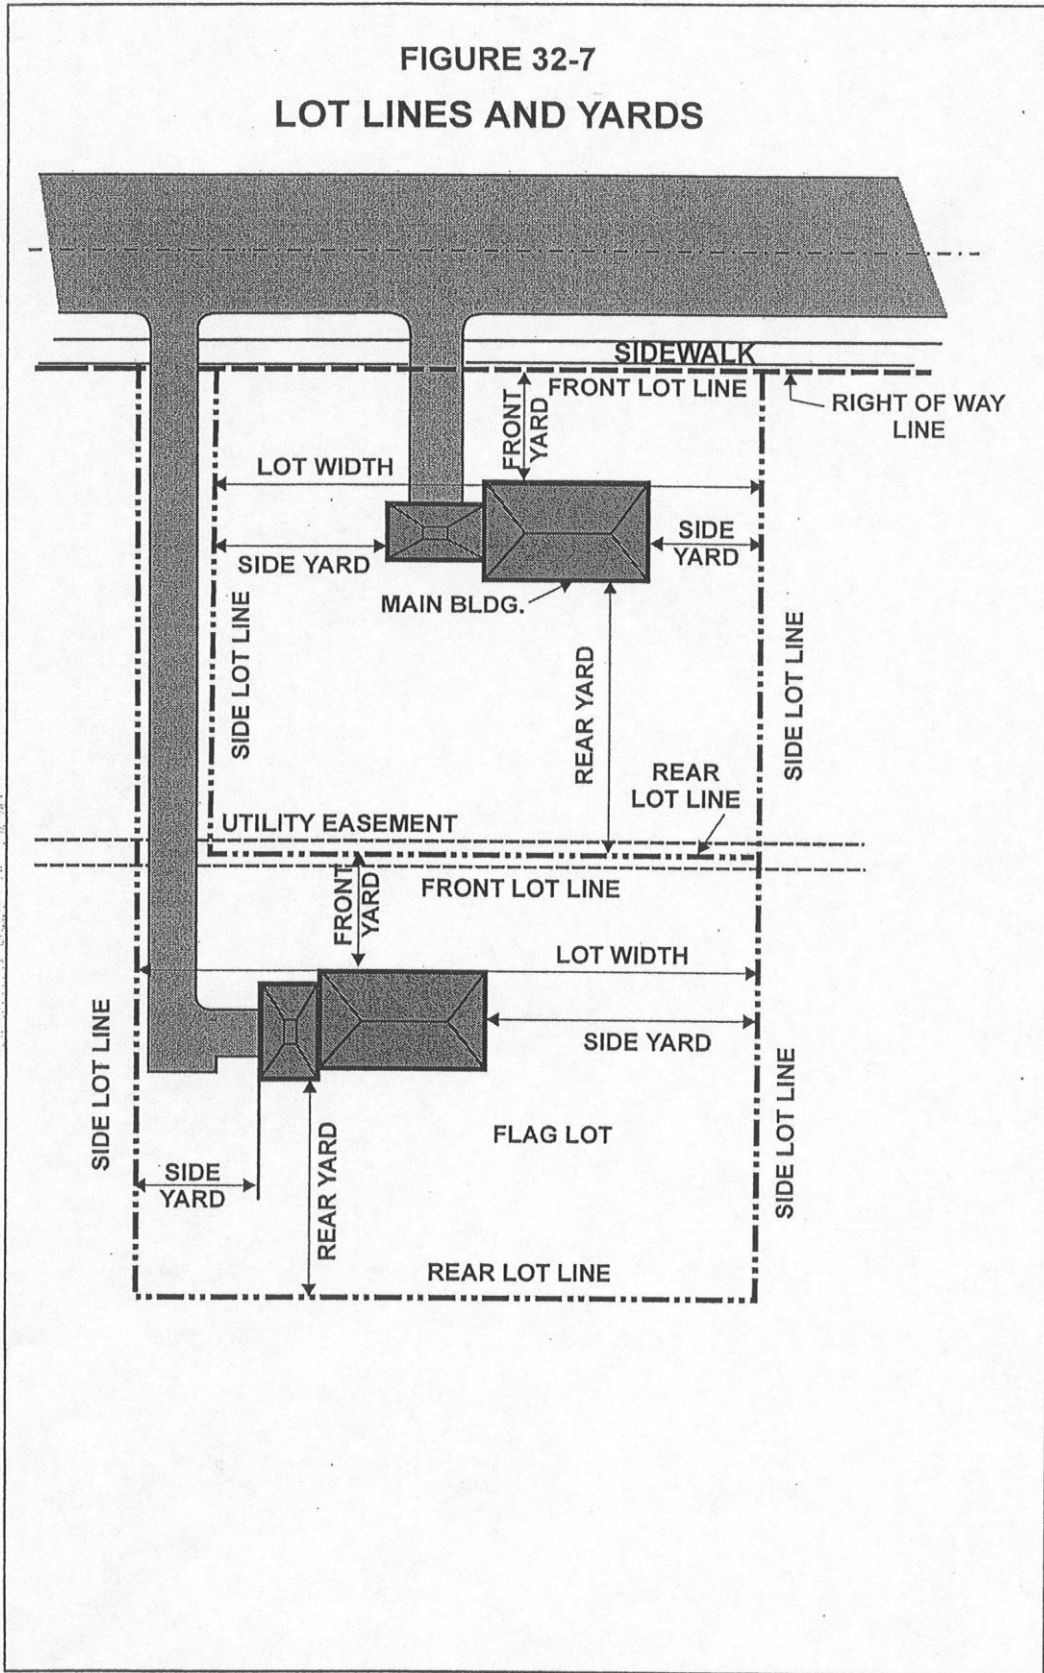 FIGURE 32-7
LOT LINES AND YARDS
SIDEWALK
FRONT LOT LINE
RIGHT OF WAY
LINE
FRONT
YARD
LOT WIDTH
SIDE YARD
SIDE
YARD
MAIN BLDG.
SIDE LOT LINE
REAR YARD
SIDE LOT LINE
REAR
LOT LINE
UTILITY EASEMENT
FRONT LOT LINE
FRONT
YARD
LOT WIDTH
SIDE YARD
SIDE LOT LINE
SIDE LOT LINE
FLAG LOT
SIDE
YARD
REAR YARD
REAR LOT LINE